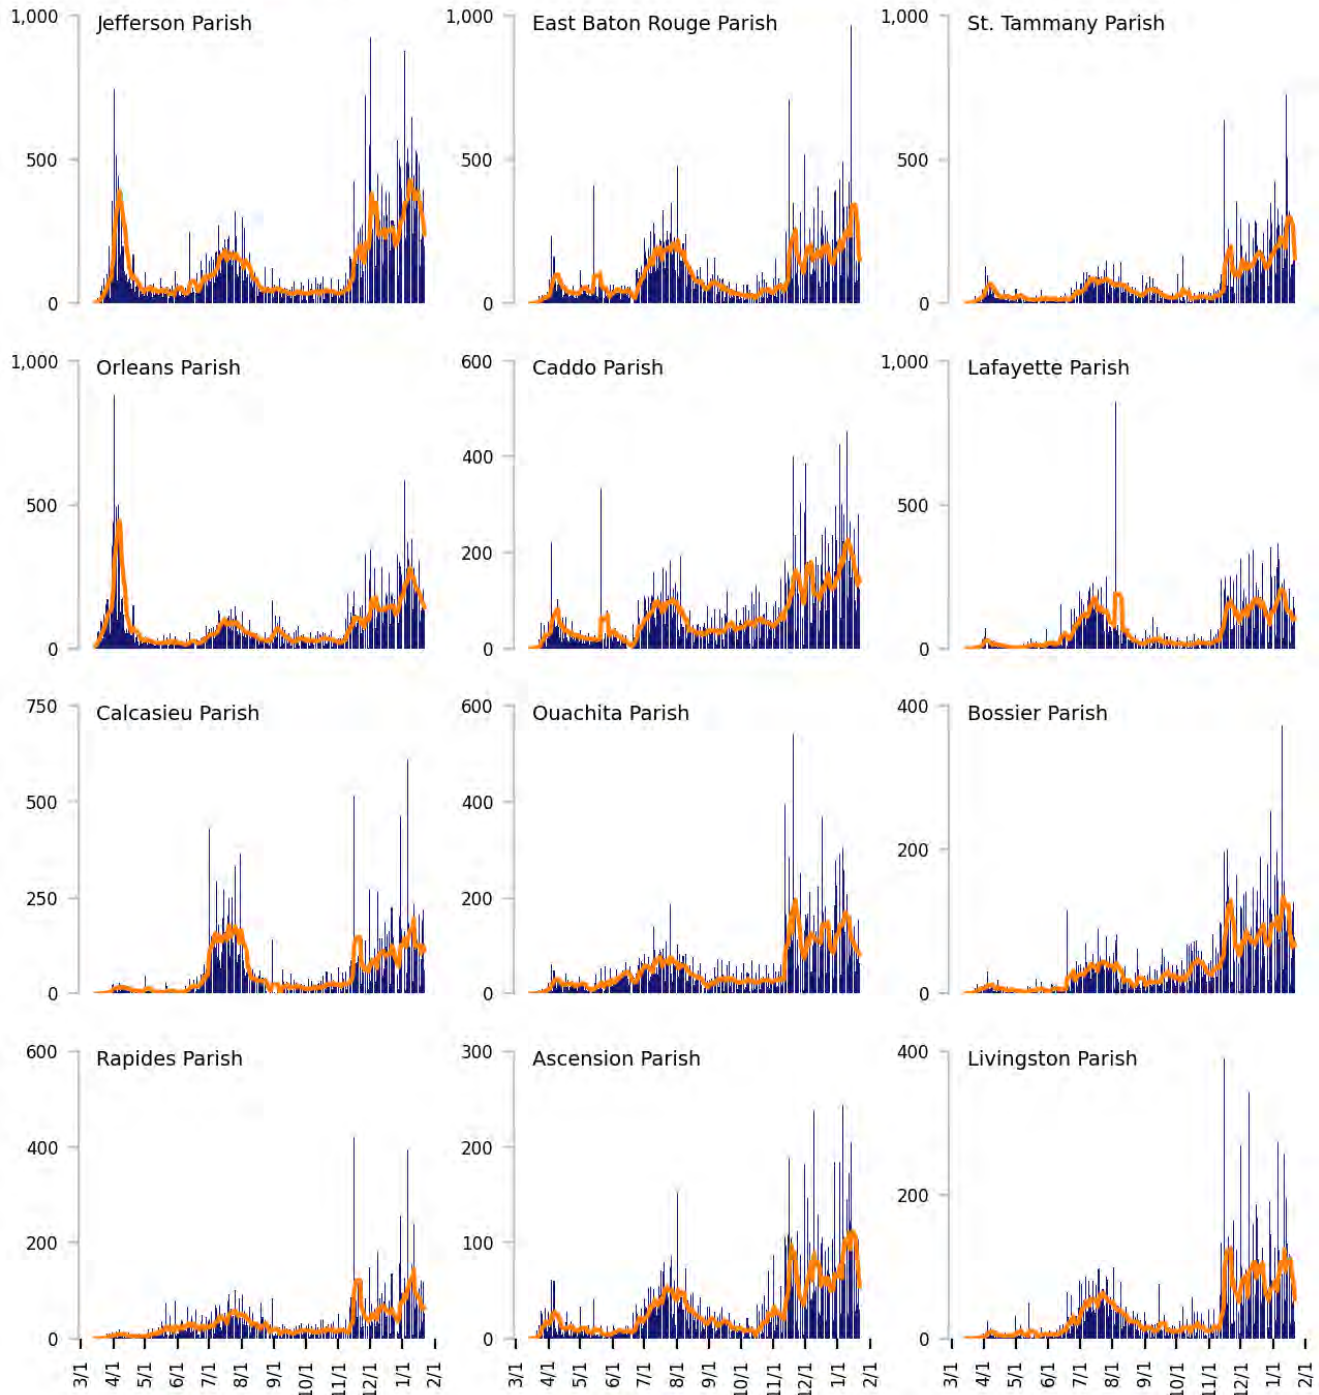 1,000 Jefferson Parish 1,000 East Baton Rouge Parish 1,000 St. Tammany Parish
500 500 500
0 0 0
1,000 Orleans Parish 600 Caddo Parish 1,000 Lafayette Parish
400
500 500
200
0 0 0
750 Calcasieu Parish 600 Ouachita Parish 400 Bossier Parish
500 400
200
250 200
0 0 0
600 Rapides Parish 300 Ascension Parish 400 Livingston Parish
400 200
200
200 100
0 0 0
3/1 4/1 5/1 6/1 7/1 8/1 9/1 10/1 11/1 12/1 1/1 2/1 3/1 4/1 5/1 6/1 7/1 8/1 9/1 10/1 11/1 12/1 1/1 2/1 3/1 4/1 5/1 6/1 7/1 8/1 9/1 10/1 11/1 12/1 1/1 2/1